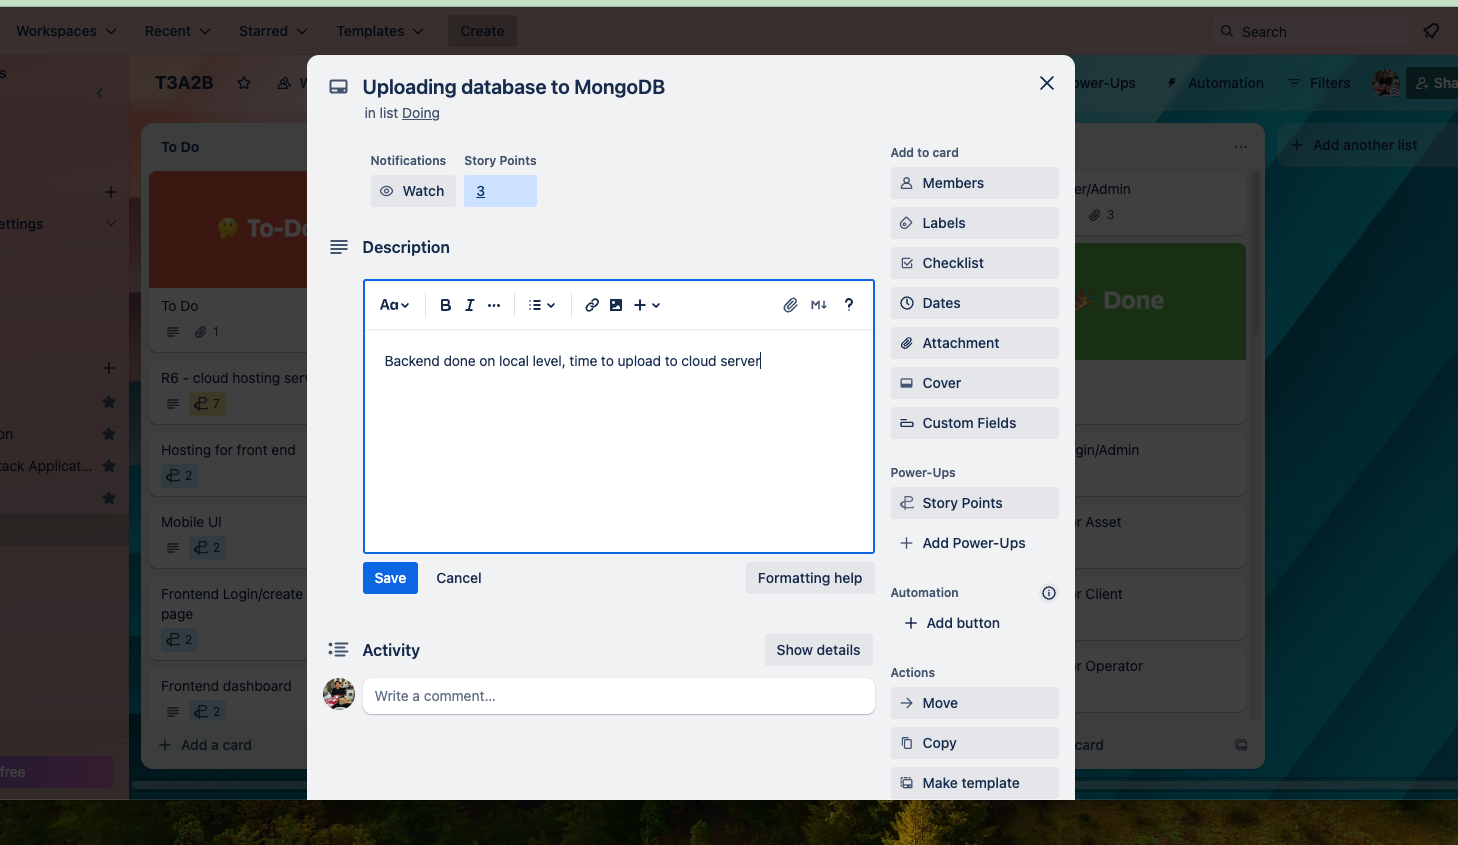 Workspaces
Recent
Starred
Templates
Create
Search
s
T3A2B
W
ower-Ups
Automation
Filters
Sha
To Do
🤔 To-Do
To Do
1
R6 - cloud hosting serv
7
Hosting for front end
2
Mobile UI
2
Frontend Login/create
page
2
Frontend dashboard
2
+ Add a card
ettings
on
tack Applicat...
free
Uploading database to MongoDB
in list Doing
Notifications
Story Points
Watch
3
Description
Aa
B I ...
M↓ ?
Backend done on local level, time to upload to cloud server
Save
Cancel
Formatting help
Activity
Show details
Write a comment…
Add to card
Members
Labels
Checklist
Dates
Attachment
Cover
Custom Fields
Power-Ups
Story Points
+ Add Power-Ups
Automation
+ Add button
Actions
Move
Copy
Make template
...
er/Admin
3
🎉 Done
gin/Admin
r Asset
r Client
or Operator
card
+ Add another list